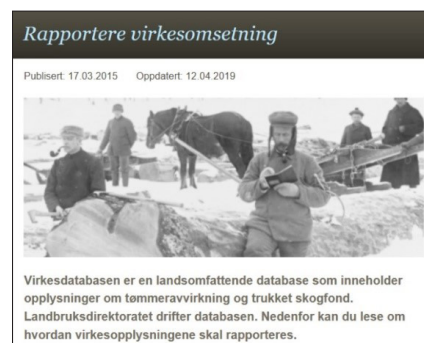 Rapportere virkesomsetning
Publisert: 17.03.2015 Oppdatert: 12.04.2019
Virkesdatabasen er en landsomfattende database som inneholder
opplysninger om tømmeravvirkning og trukket skogfond.
Landbruksdirektoratet drifter databasen. Nedenfor kan du lese om
hvordan virkesopplysningene skal rapporteres.